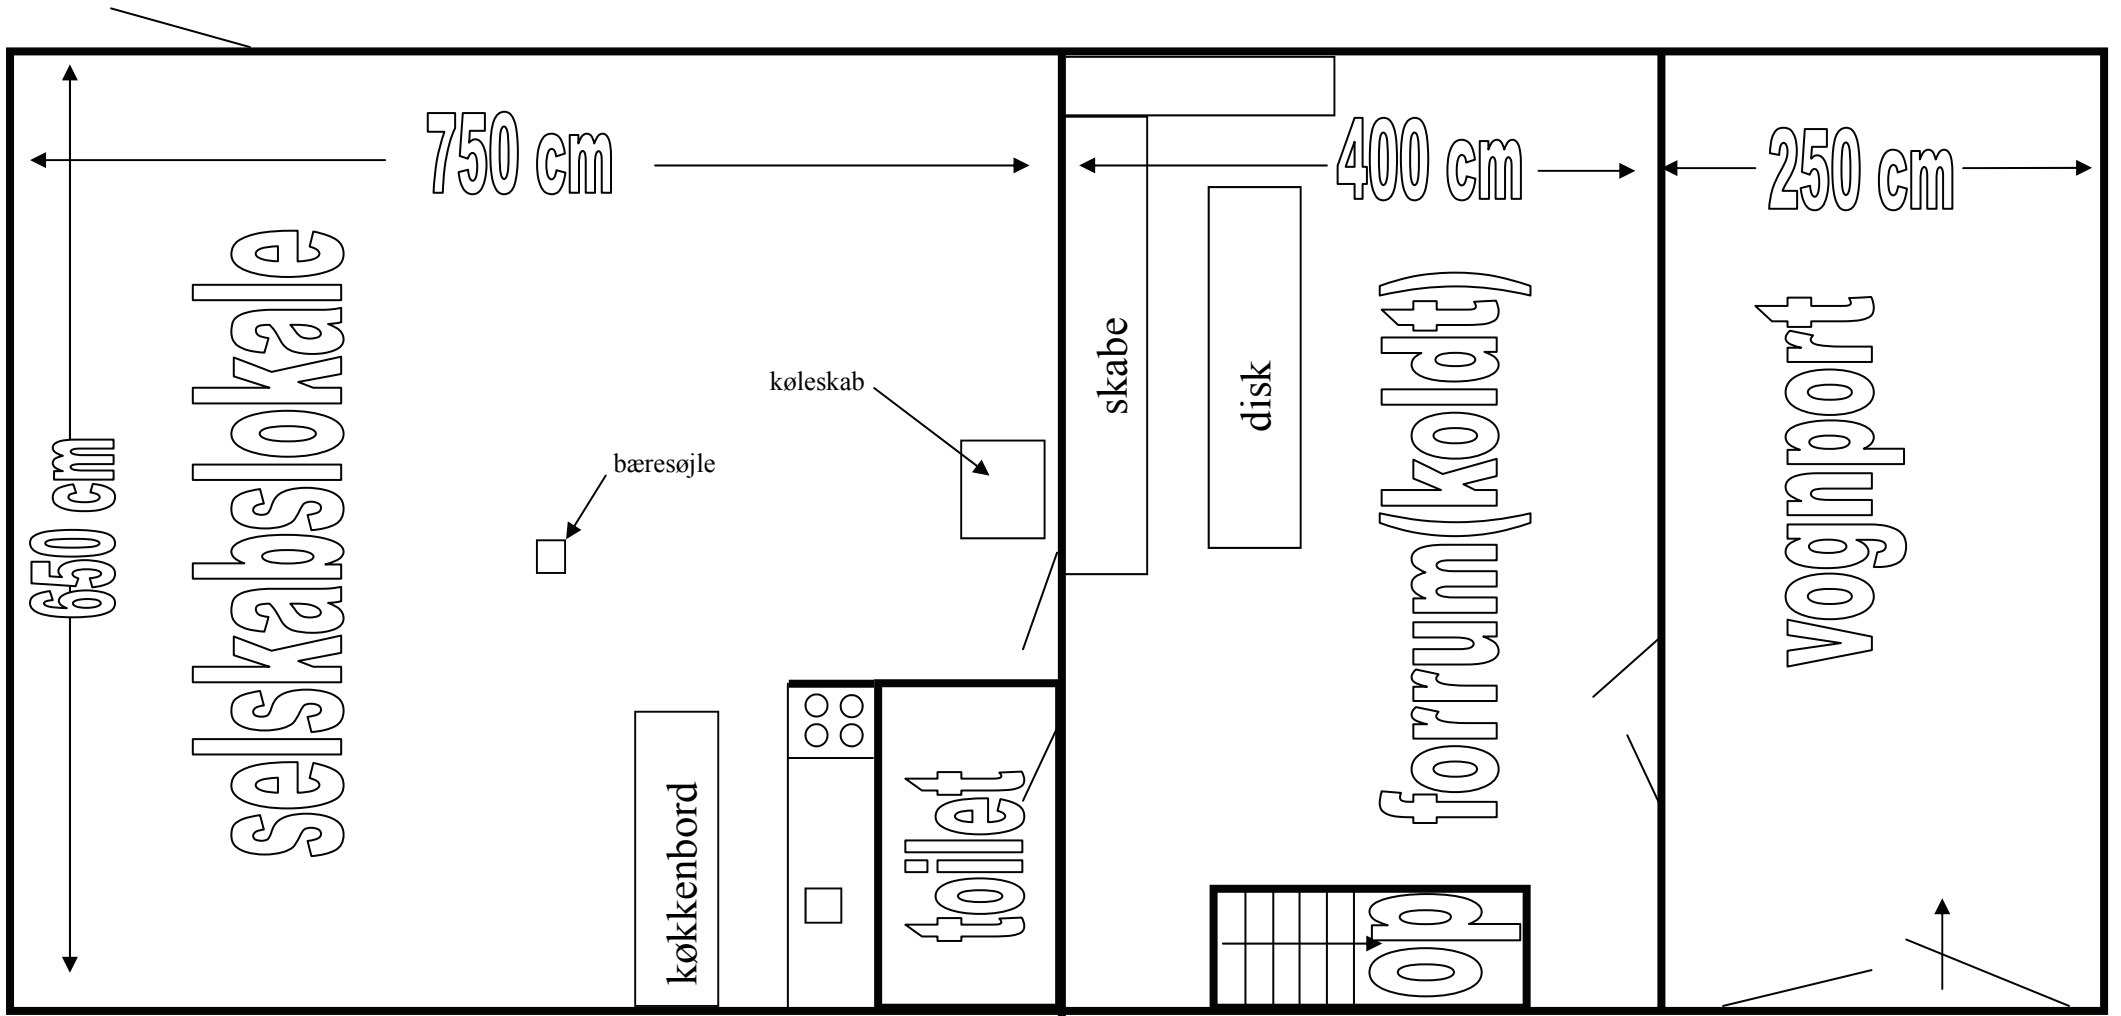 750 cm
400 cm
250 cm
650 cm
selskabslokale
køleskab
bæresøjle
skabe
disk
forrum(koldt)
vognport
køkkenbord
toilet
op